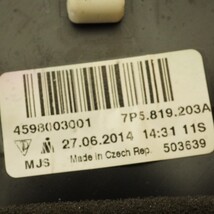 4598003001 7P5.819.203A
27.06.2014 14:31 11S
MJS Made in Czech Rep. 503639